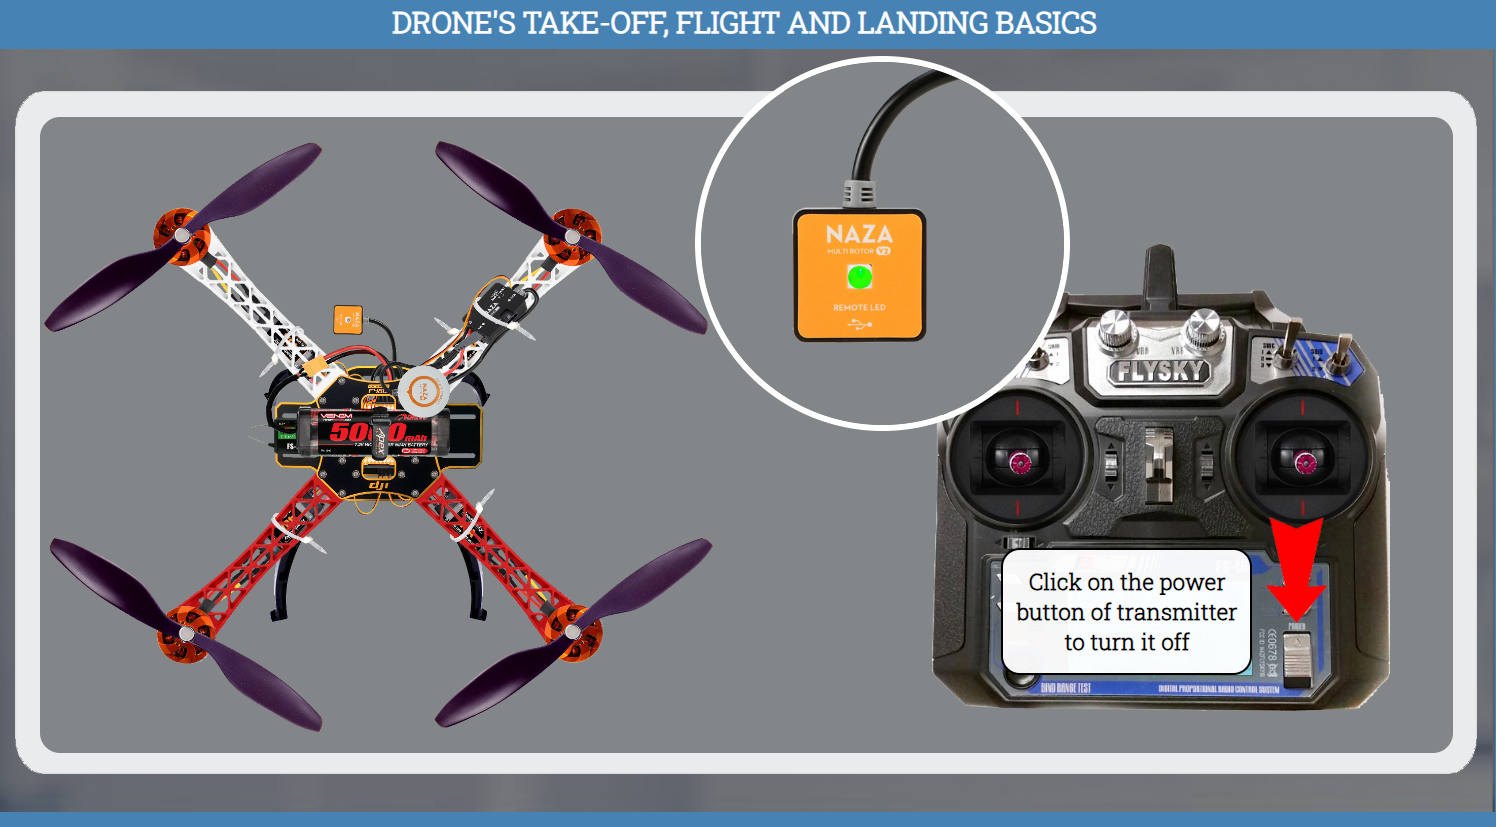 DRONE'S TAKE-OFF, FLIGHT AND LANDING BASICS
NAZA
MULTI ROTOR V2
REMOTE LED
FLYSKY
VENOM
5000mAh
Apex
dji
Click on the power
button of transmitter
to turn it off
POWER
BIND RANGE TEST
DIGITAL PROPORTIONAL RADIO CONTROL SYSTEM